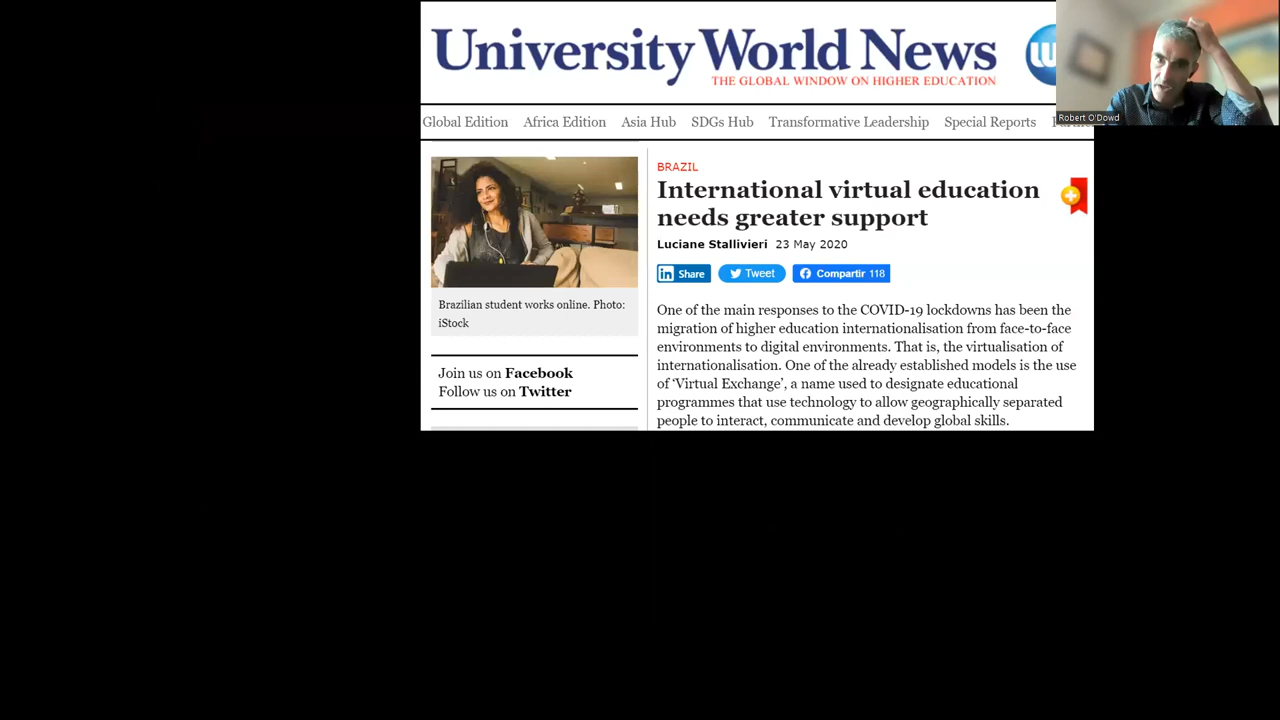 University World News
THE GLOBAL WINDOW ON HIGHER EDUCATION
W
Robert O'Dowd
Global Edition Africa Edition Asia Hub SDGs Hub Transformative Leadership Special Reports
BRAZIL
International virtual education
needs greater support
Luciane Stallivieri 23 May 2020
Share Tweet Compartir 118
Brazilian student works online. Photo:
iStock
Join us on Facebook
Follow us on Twitter
One of the main responses to the COVID-19 lockdowns has been the
migration of higher education internationalisation from face-to-face
environments to digital environments. That is, the virtualisation of
internationalisation. One of the already established models is the use
of ‘Virtual Exchange’, a name used to designate educational
programmes that use technology to allow geographically separated
people to interact, communicate and develop global skills.